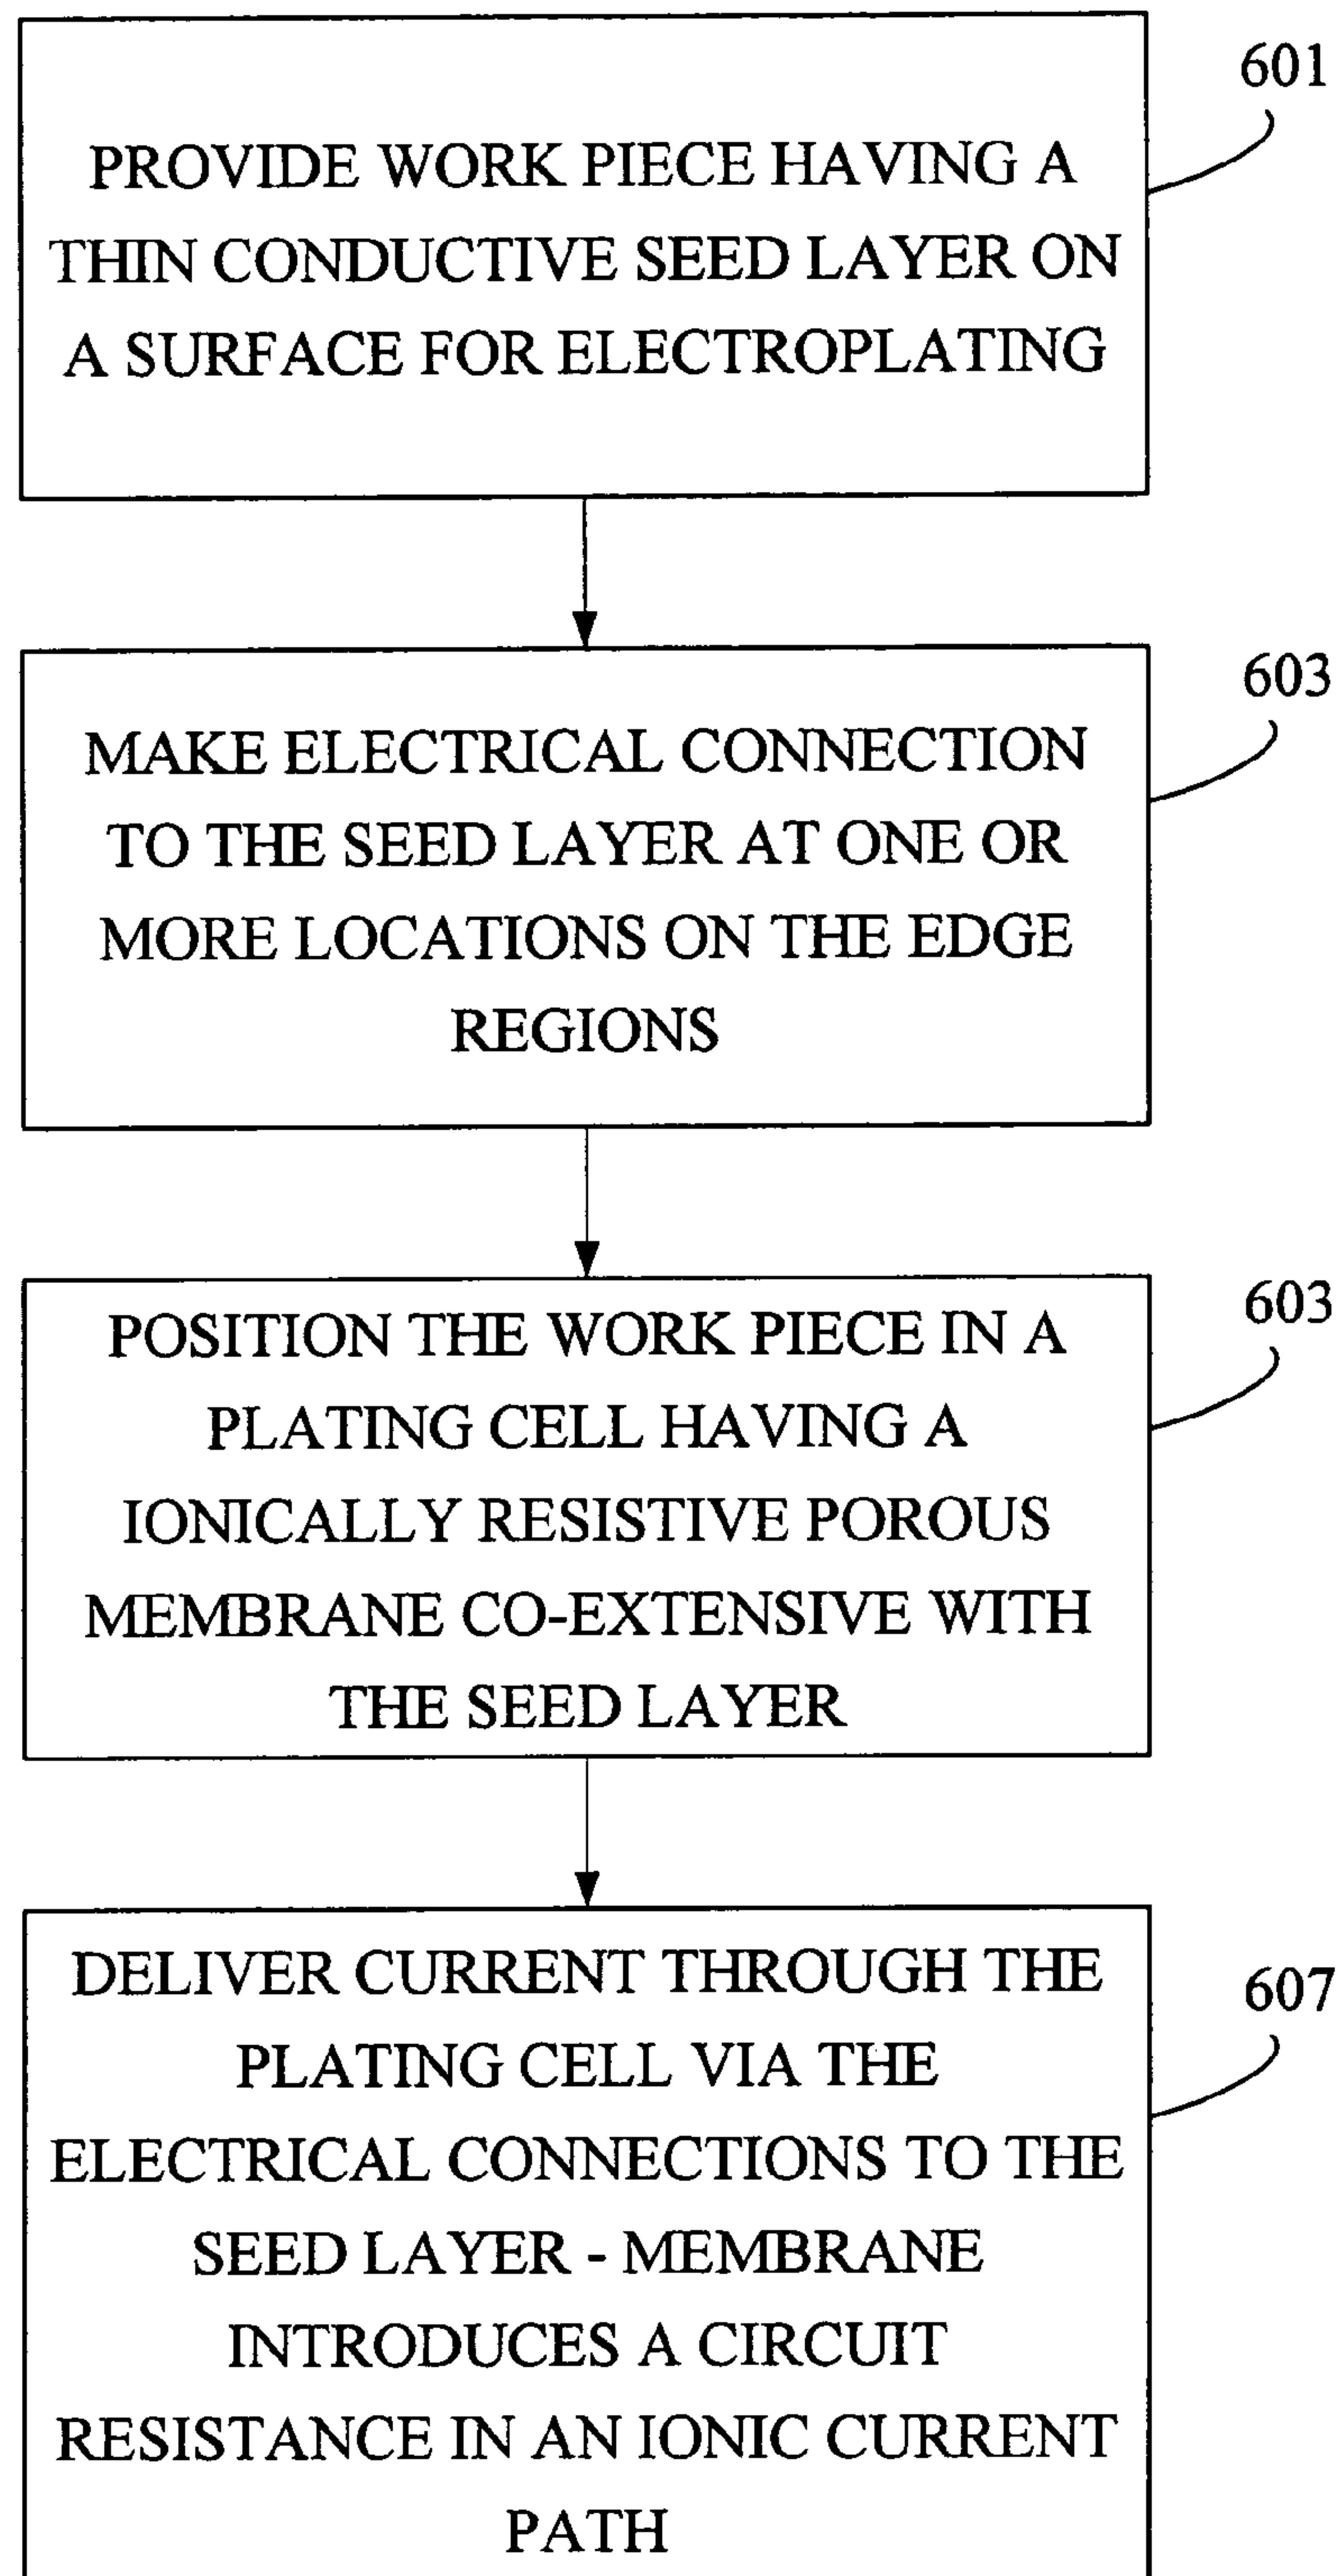 601
PROVIDE WORK PIECE HAVING A
THIN CONDUCTIVE SEED LAYER ON
A SURFACE FOR ELECTROPLATING
603
MAKE ELECTRICAL CONNECTION
TO THE SEED LAYER AT ONE OR
MORE LOCATIONS ON THE EDGE
REGIONS
603
POSITION THE WORK PIECE IN A
PLATING CELL HAVING A
IONICALLY RESISTIVE POROUS
MEMBRANE CO-EXTENSIVE WITH
THE SEED LAYER
607
DELIVER CURRENT THROUGH THE
PLATING CELL VIA THE
ELECTRICAL CONNECTIONS TO THE
SEED LAYER - MEMBRANE
INTRODUCES A CIRCUIT
RESISTANCE IN AN IONIC CURRENT
PATH